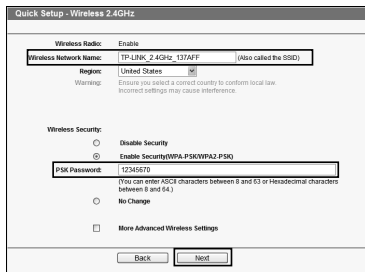 Quick Setup - Wireless 2.4GHz
Wireless Radio: Enable
Wireless Network Name: TP-LINK_2.4GHz_137AFF (Also called the SSID)
Region: United States
Warning: Ensure you select a correct country to conform local law.
Incorrect settings may cause interference.
Wireless Security:
Disable Security
Enable Security(WPA-PSK/WPA2-PSK)
PSK Password: 12345670
(You can enter ASCII characters between 8 and 63 or Hexadecimal characters
between 8 and 64.)
No Change
More Advanced Wireless Settings
Back Next